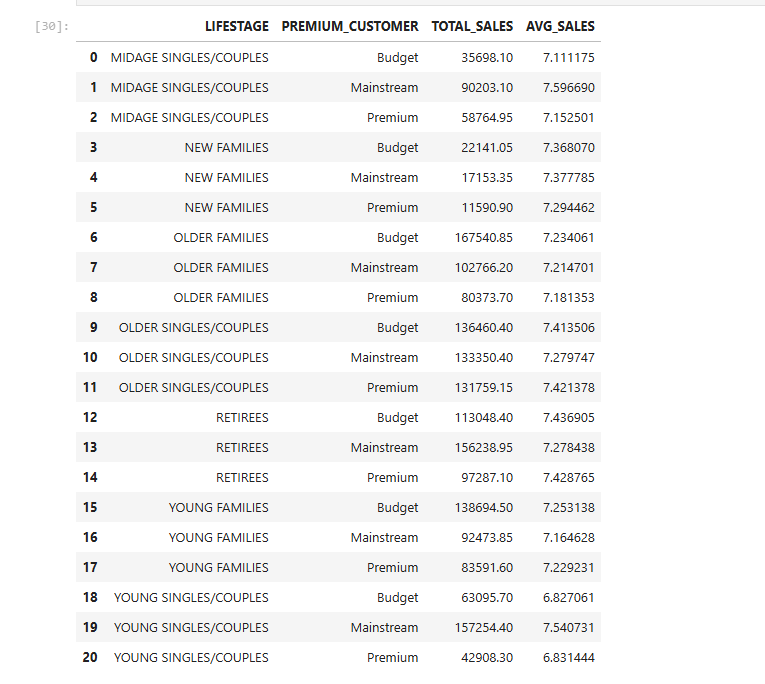 [30]:
LIFESTAGE PREMIUM_CUSTOMER TOTAL_SALES AVG_SALES
0 MIDAGE SINGLES/COUPLES Budget 35698.10 7.111175
1 MIDAGE SINGLES/COUPLES Mainstream 90203.10 7.596690
2 MIDAGE SINGLES/COUPLES Premium 58764.95 7.152501
3 NEW FAMILIES Budget 22141.05 7.368070
4 NEW FAMILIES Mainstream 17153.35 7.377785
5 NEW FAMILIES Premium 11590.90 7.294462
6 OLDER FAMILIES Budget 167540.85 7.234061
7 OLDER FAMILIES Mainstream 102766.20 7.214701
8 OLDER FAMILIES Premium 80373.70 7.181353
9 OLDER SINGLES/COUPLES Budget 136460.40 7.413506
10 OLDER SINGLES/COUPLES Mainstream 133350.40 7.279747
11 OLDER SINGLES/COUPLES Premium 131759.15 7.421378
12 RETIREES Budget 113048.40 7.436905
13 RETIREES Mainstream 156238.95 7.278438
14 RETIREES Premium 97287.10 7.428765
15 YOUNG FAMILIES Budget 138694.50 7.253138
16 YOUNG FAMILIES Mainstream 92473.85 7.164628
17 YOUNG FAMILIES Premium 83591.60 7.229231
18 YOUNG SINGLES/COUPLES Budget 63095.70 6.827061
19 YOUNG SINGLES/COUPLES Mainstream 157254.40 7.540731
20 YOUNG SINGLES/COUPLES Premium 42908.30 6.831444